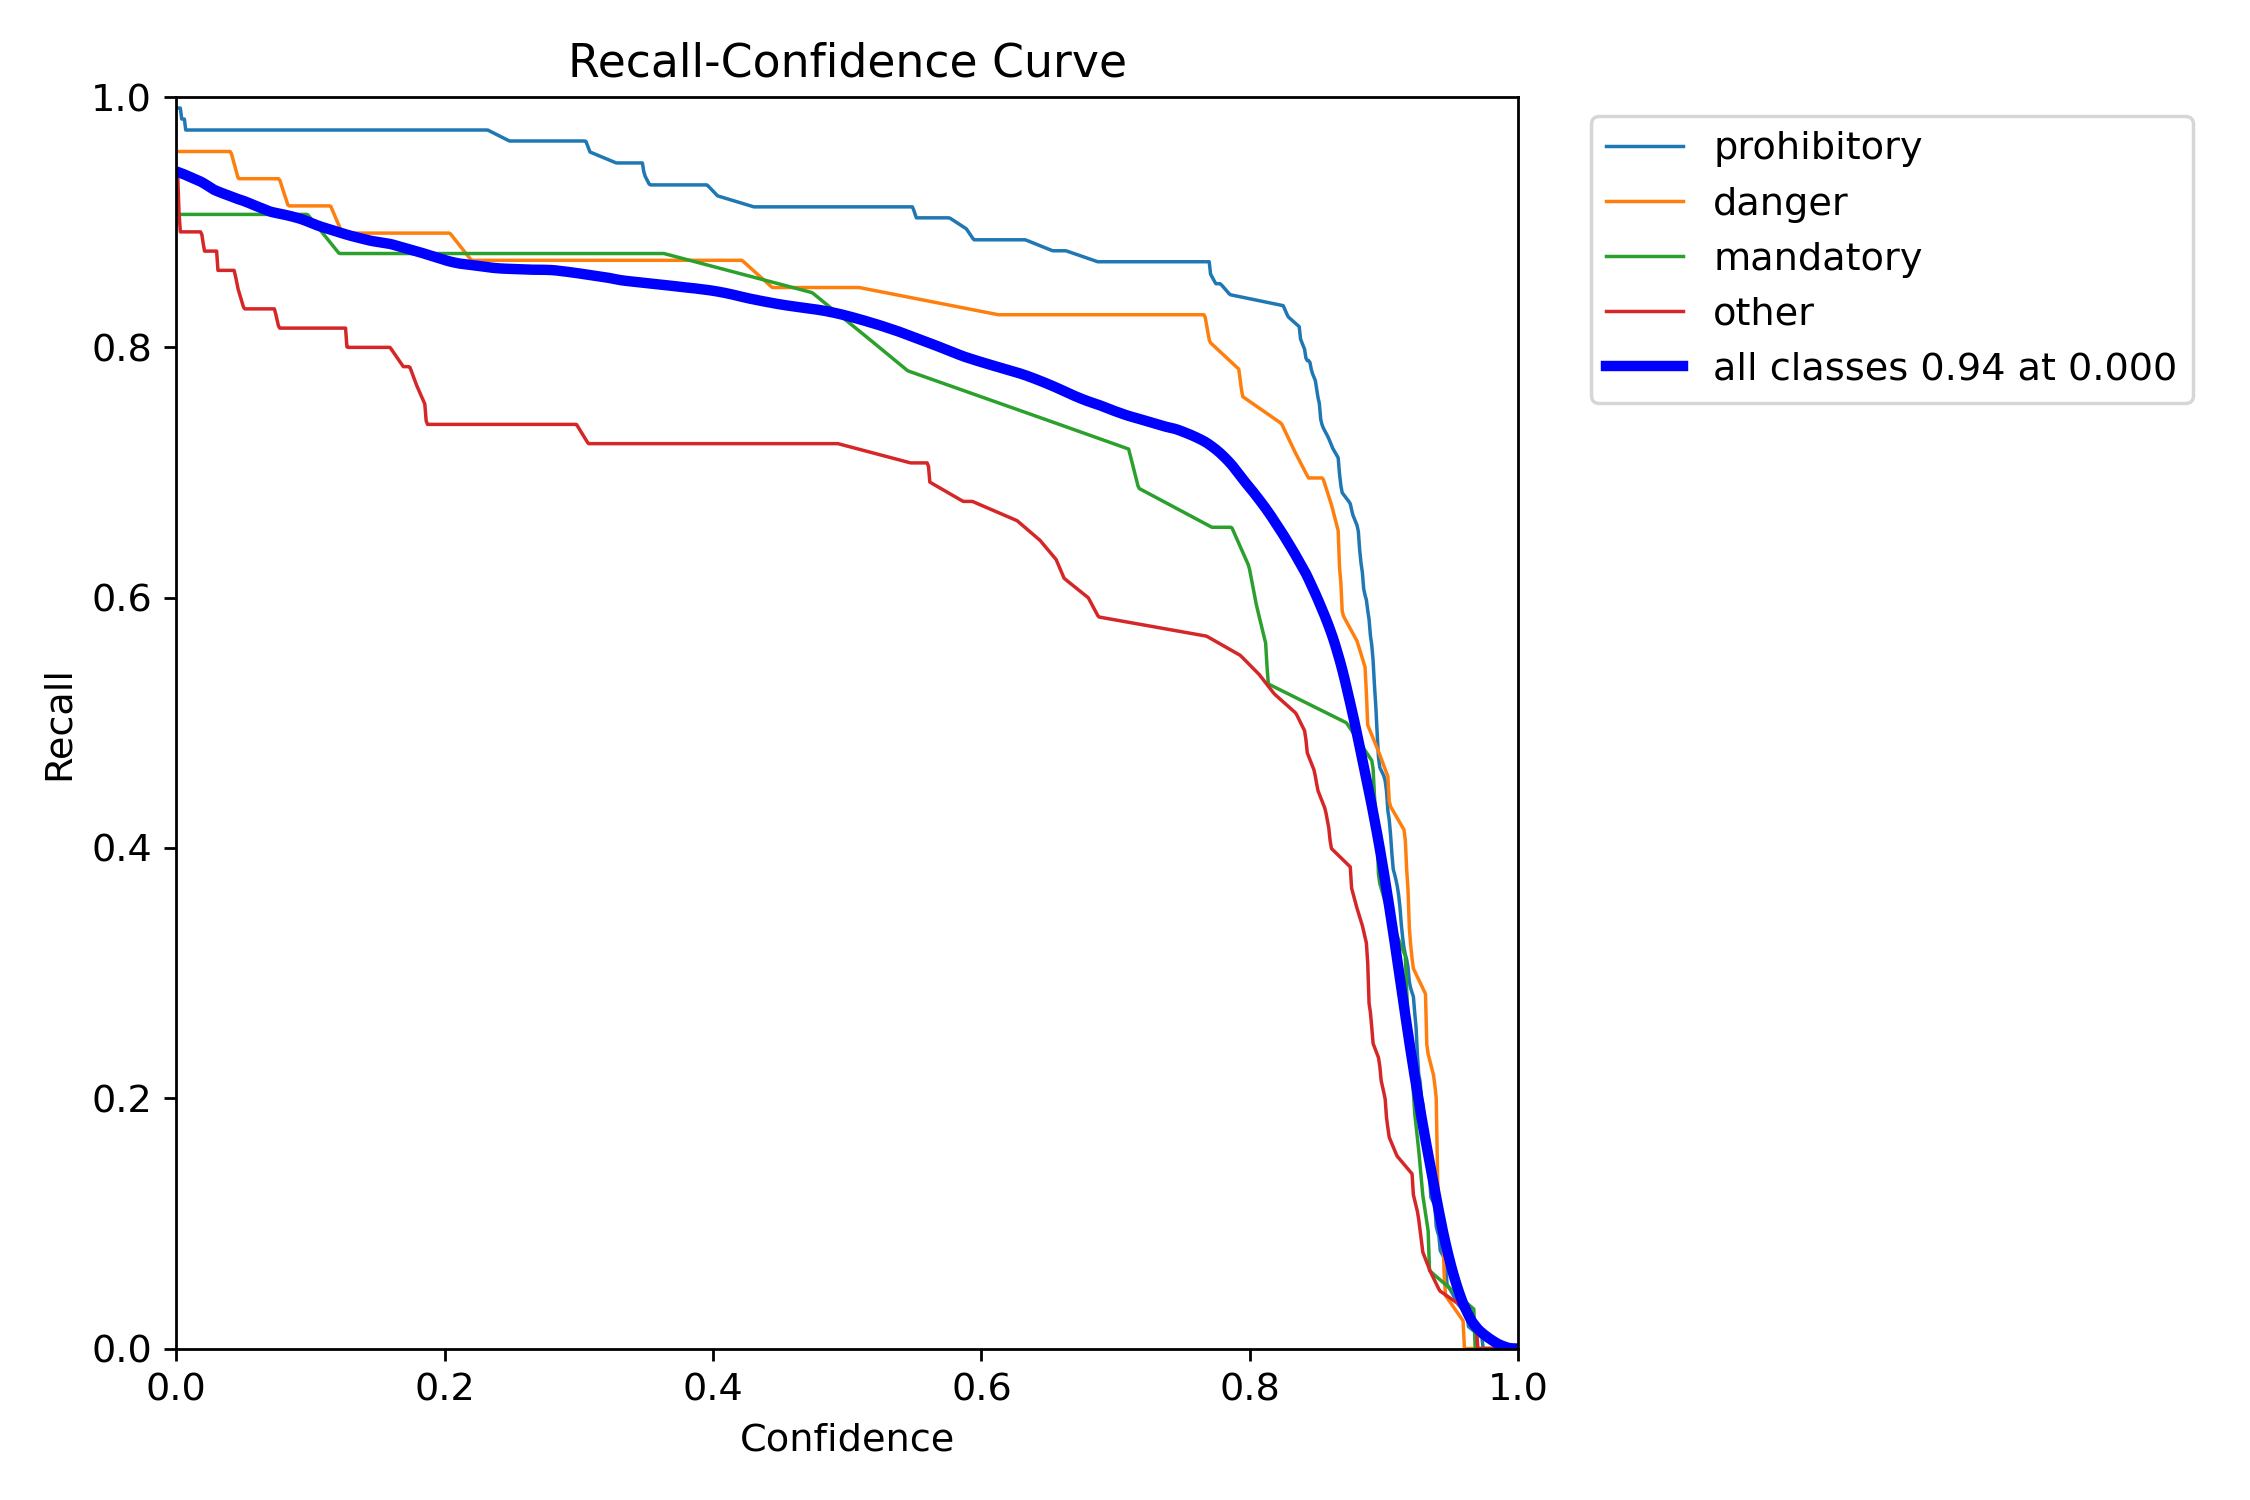 Recall-Confidence Curve
1.0
0.8
0.6
0.4
0.2
0.0
Recall
0.0 0.2 0.4 0.6 0.8 1.0
Confidence
prohibitory
danger
mandatory
other
all classes 0.94 at 0.000